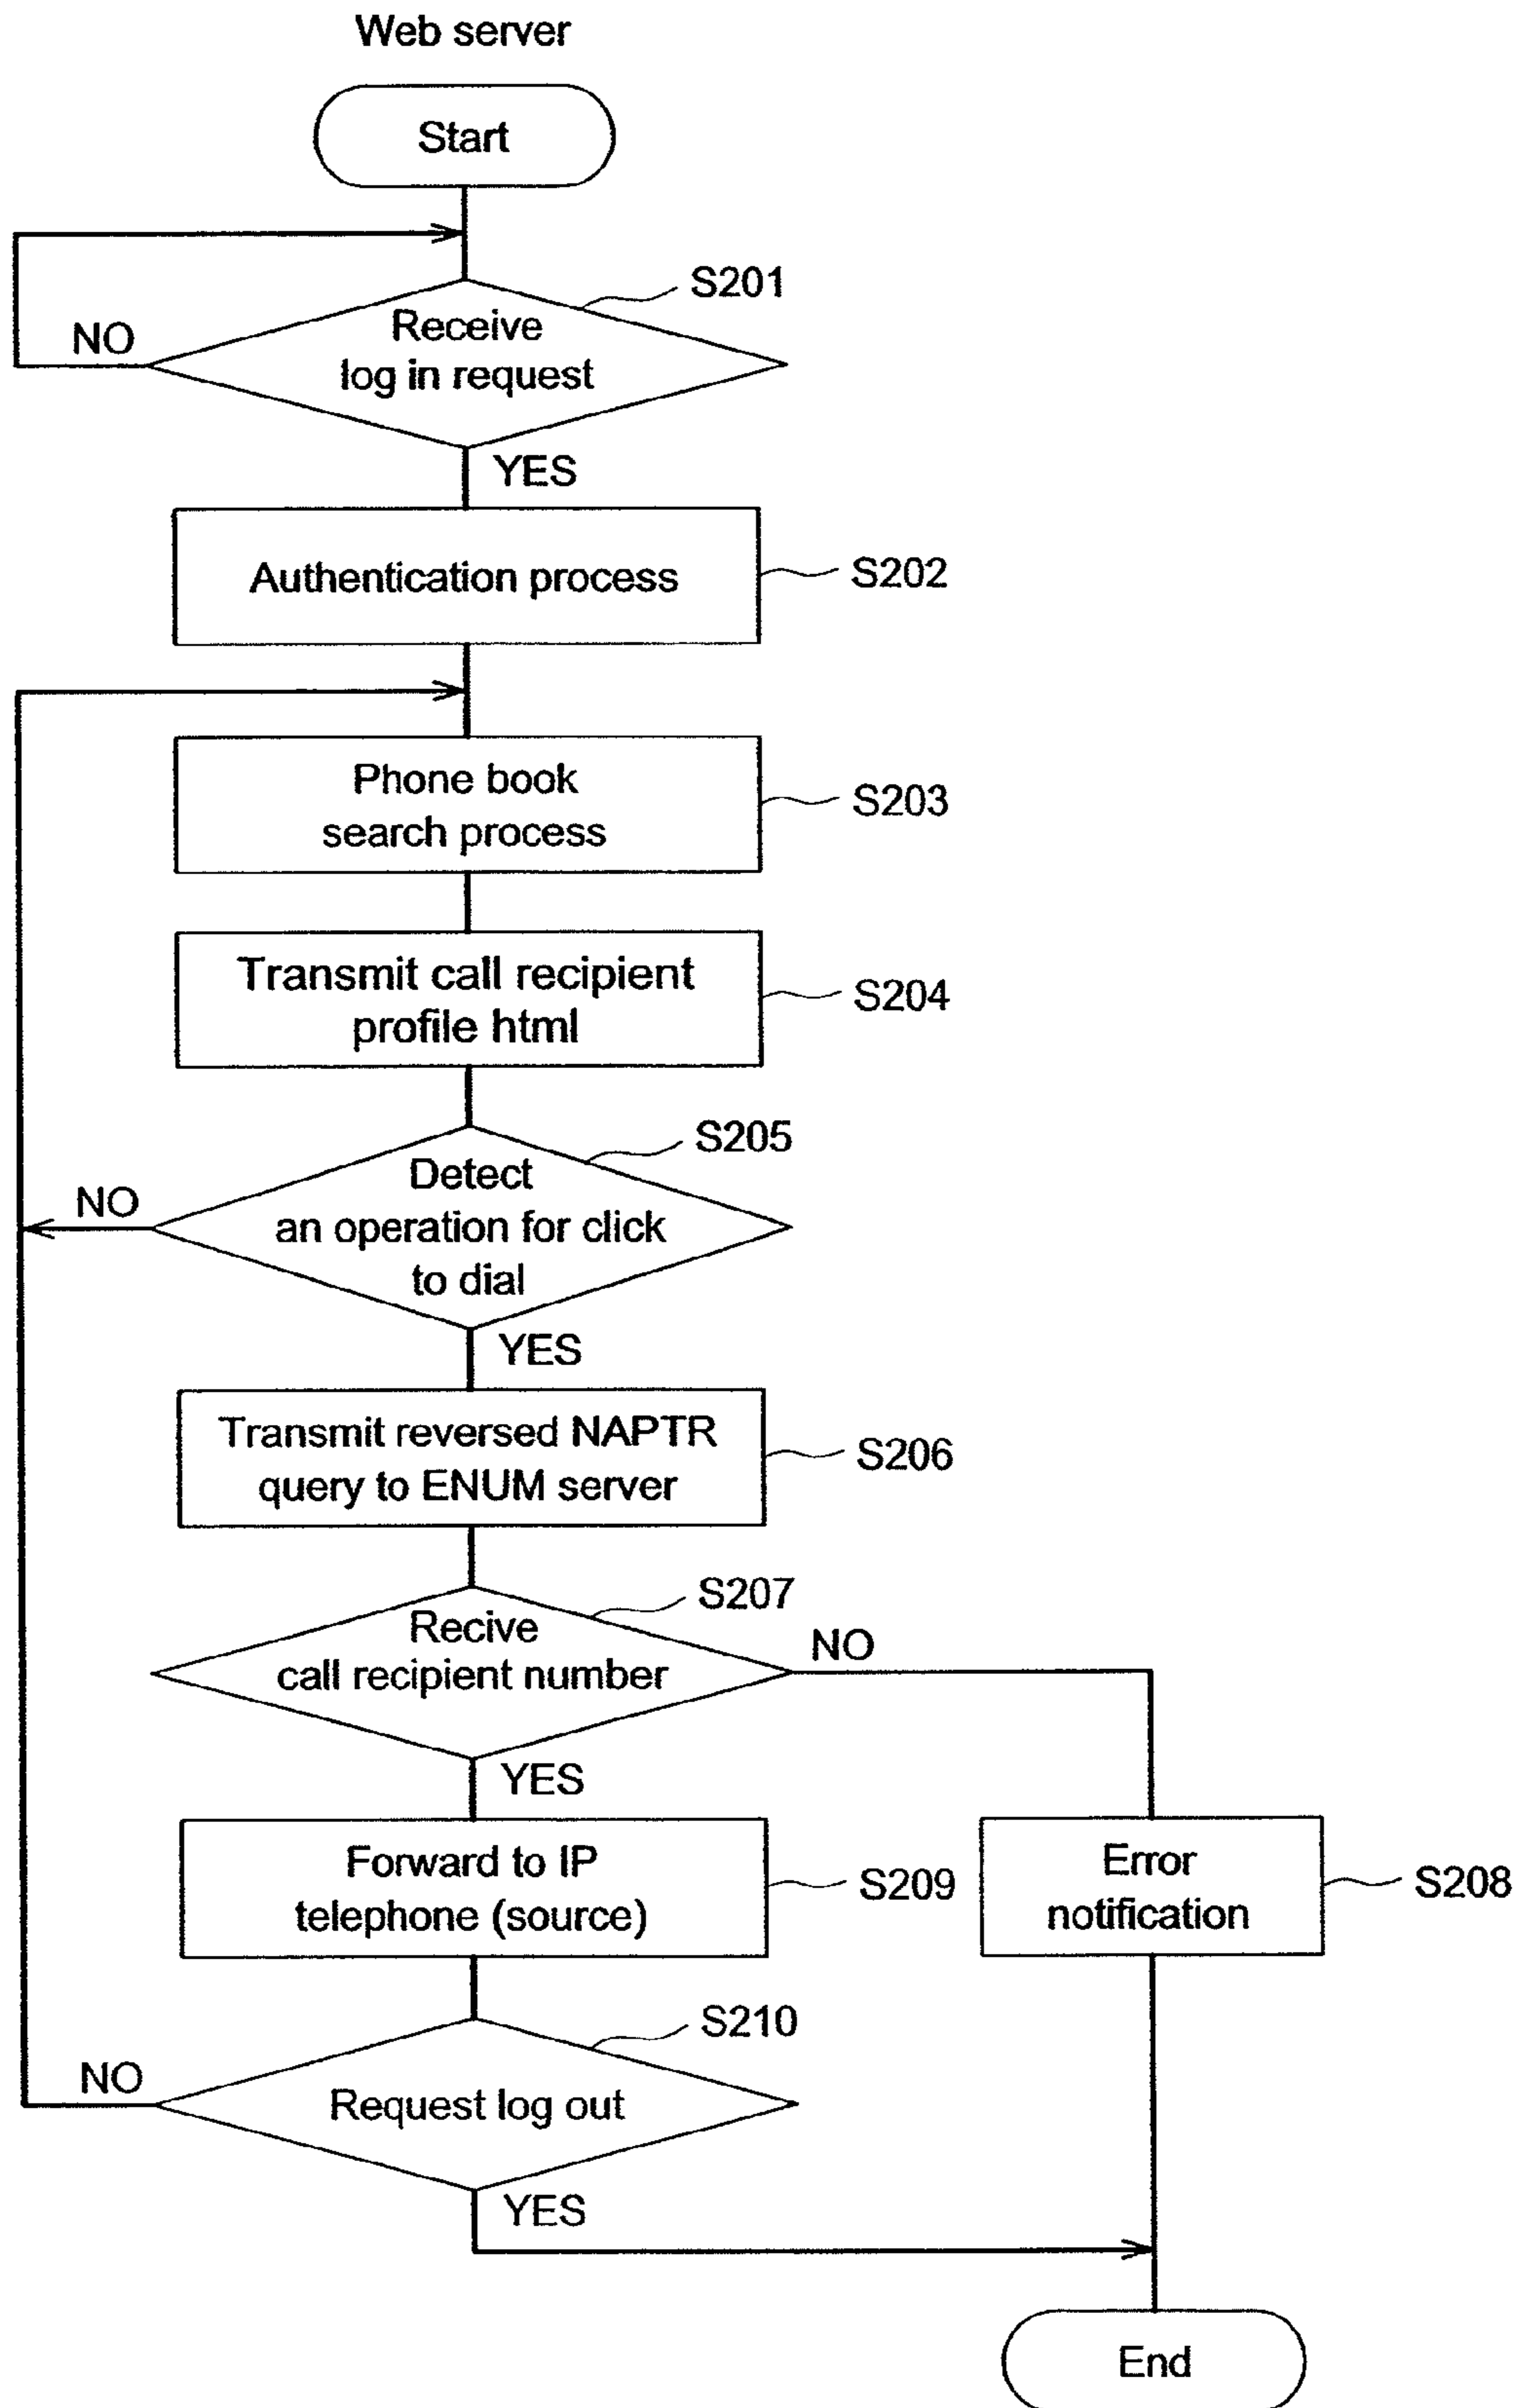 Web server
Start
S201
Receive
log in request
NO
YES
Authentication process
S202
Phone book
search process
S203
Transmit call recipient
profile html
S204
S205
Detect
an operation for click
to dial
NO
YES
Transmit reversed NAPTR
query to ENUM server
S206
S207
Recive
call recipient number
NO
YES
Forward to IP
telephone (source)
S209
Error
notification
S208
S210
Request log out
NO
YES
End